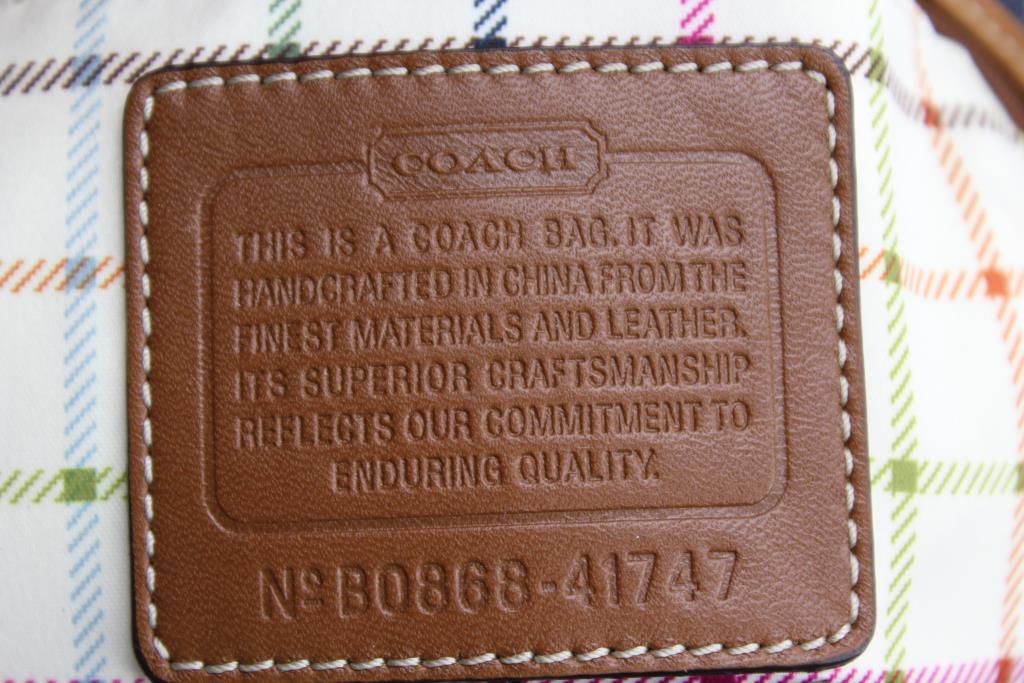 COACH
THIS IS A COACH BAG. IT WAS
HANDCRAFTED IN CHINA FROM THE
FINEST MATERIALS AND LEATHER.
ITS SUPERIOR CRAFTSMANSHIP
REFLECTS OUR COMMITMENT TO
ENDURING QUALITY.
Nº B0868-41747